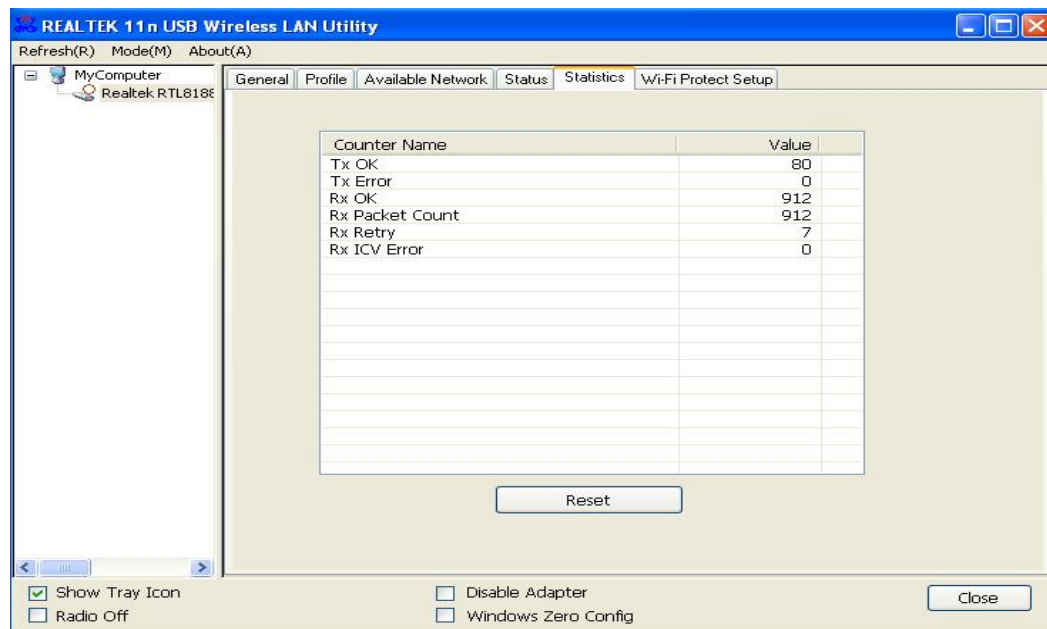 REALTEK 11n USB Wireless LAN Utility
Refresh(R) Mode(M) About(A)
MyComputer
Realtek RTL8188
General Profile Available Network Status Statistics Wi-Fi Protect Setup
Counter Name Value
Tx OK 80
Tx Error 0
Rx OK 912
Rx Packet Count 912
Rx Retry 7
Rx ICV Error 0
Reset
Show Tray Icon Disable Adapter Close
Radio Off Windows Zero Config